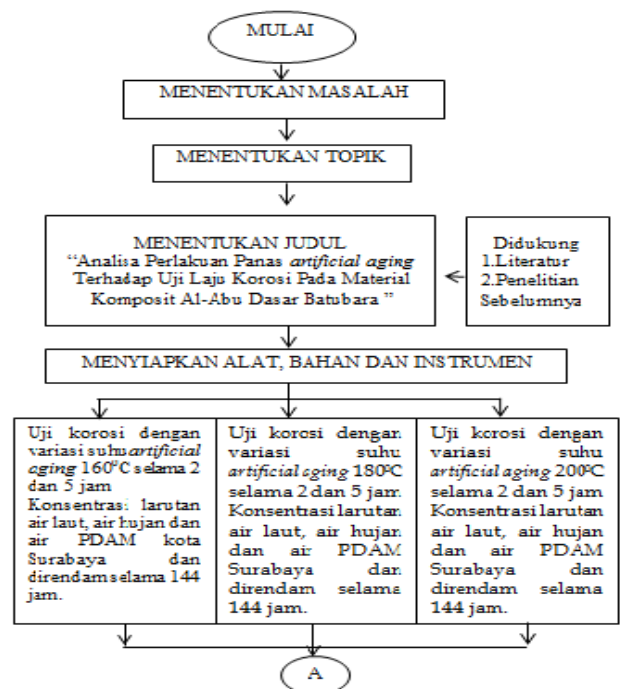 MULAI
MENENTUKAN MASALAH
MENENTUKAN TOPIK
MENENTUKAN JUDUL
“Analisa Perlakuan Panas artificial aging
Terhadap Uji Laju Korosi Pada Material
Komposit Al-Abu Dasar Batubara ”
Didukung
1.Literatur
2.Penelitian
Sebelumnya
MENYIAPKAN ALAT, BAHAN DAN INSTRUMEN
Uji korosi dengan
variasi suhu artificial
aging 160°C selama 2
dan 5 jam
Konsentrasi larutan
air laut, air hujan dan
air PDAM kota
Surabaya dan
direndam selama 144
jam.
Uji korosi dengan
variasi suhu
artificial aging 180ºC
selama 2 dan 5 jam
Konsentrasi larutan
air laut, air hujan
dan air PDAM
Surabaya dan
direndam selama
144 jam.
Uji korosi dengan
variasi suhu
artificial aging 200ºC
selama 2 dan 5 jam
Konsentrasi larutan
air laut, air hujan
dan air PDAM
Surabaya dan
direndam selama
144 jam.
A